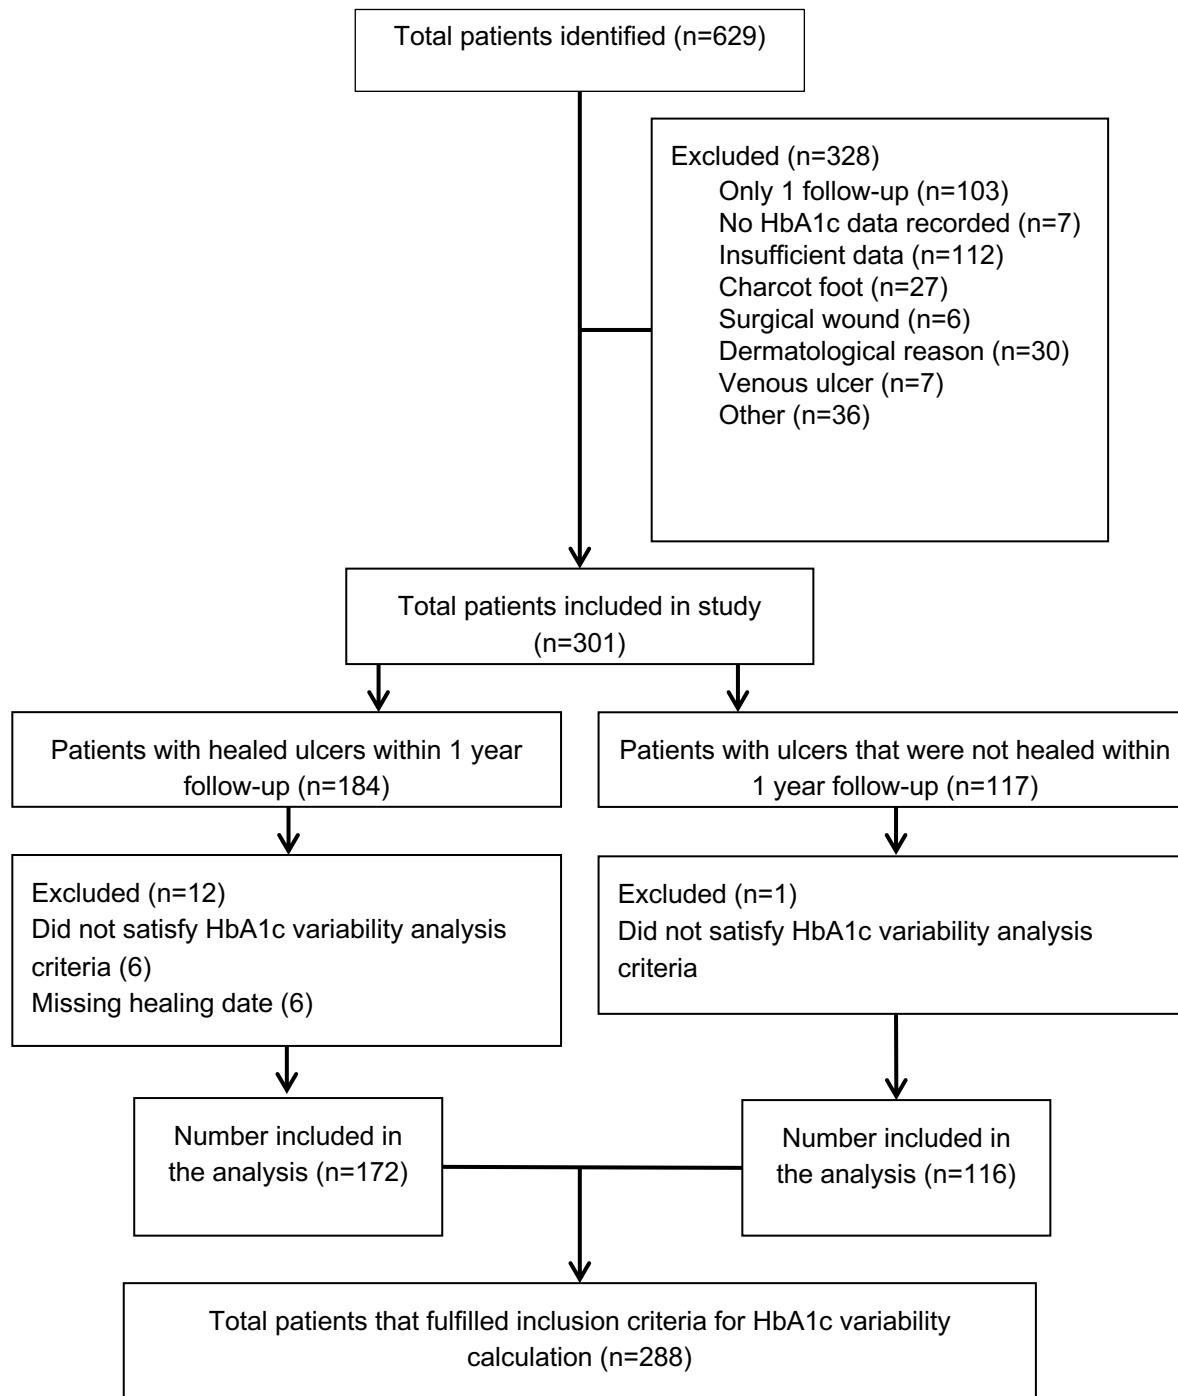 Total patients identified (n=629)
Excluded (n=328)
Only 1 follow-up (n=103)
No HbA1c data recorded (n=7)
Insufficient data (n=112)
Charcot foot (n=27)
Surgical wound (n=6)
Dermatological reason (n=30)
Venous ulcer (n=7)
Other (n=36)
Total patients included in study
(n=301)
Patients with healed ulcers within 1 year
follow-up (n=184)
Patients with ulcers that were not healed within
1 year follow-up (n=117)
Excluded (n=12)
Did not satisfy HbA1c variability analysis
criteria (6)
Missing healing date (6)
Excluded (n=1)
Did not satisfy HbA1c variability analysis
criteria
Number included in
the analysis (n=172)
Number included in
the analysis (n=116)
Total patients that fulfilled inclusion criteria for HbA1c variability
calculation (n=288)